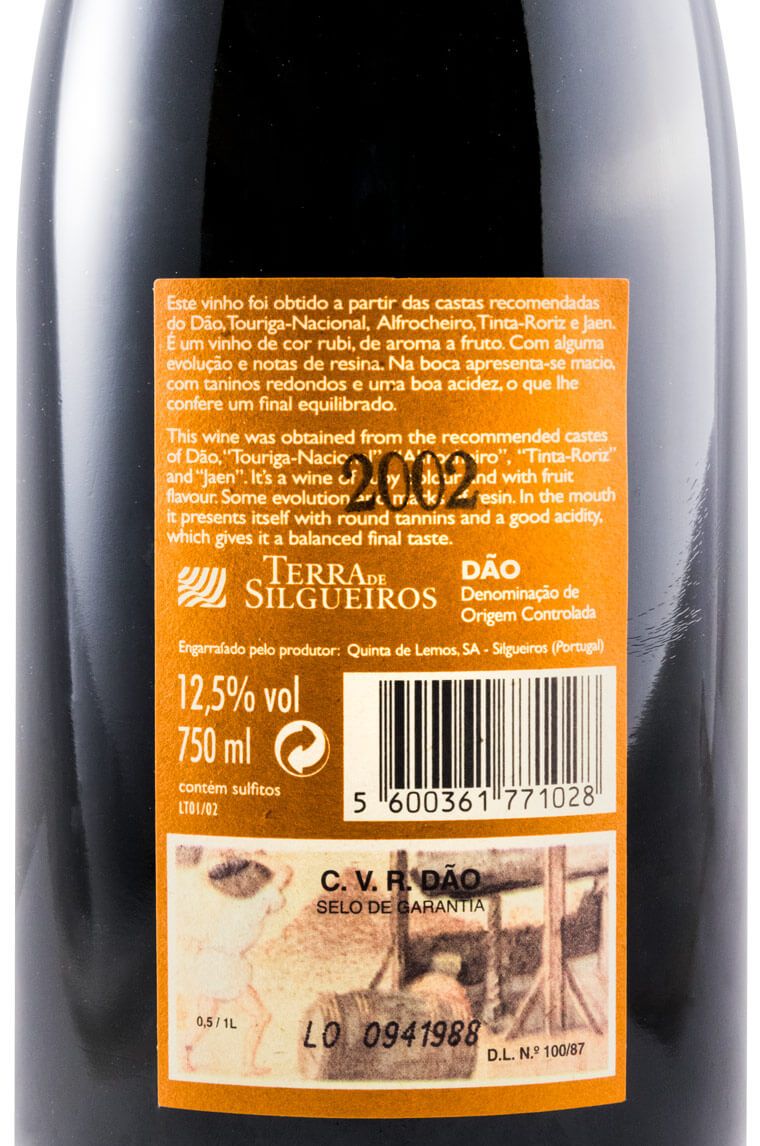 Este vinho foi obtido a partir das castas recomendadas
do Dão, Touriga-Nacional, Alfrocheiro, Tinta-Roriz e Jaen.
É um vinho de cor rubi, de aroma a fruto. Com alguma
evolução e notas de resina. Na boca apresenta-se macio,
com taninos redondos e uma boa acidez, o que lhe
confere um final equilibrado.
This wine was obtained from the recommended castes
of Dão, “Touriga-Nacional” “Alfrocheiro”, “Tinta-Roriz”
and “Jaen”. It’s a wine of ruby colour and with fruit
flavour. Some evolution and marks of resin. In the mouth
it presents itself with round tannins and a good acidity,
which gives it a balanced final taste.
2002
TERRA DE
SILGUEIROS
DÃO
Denominação de
Origem Controlada
Engarrafado pelo produtor: Quinta de Lemos, SA - Silgueiros (Portugal)
12,5% vol
750 ml
contém sulfitos
LT01/02
5 600361 771028
C. V. R. DÃO
SELO DE GARANTIA
0,5 / 1L
LO 0941988
D.L. N.º 100/87